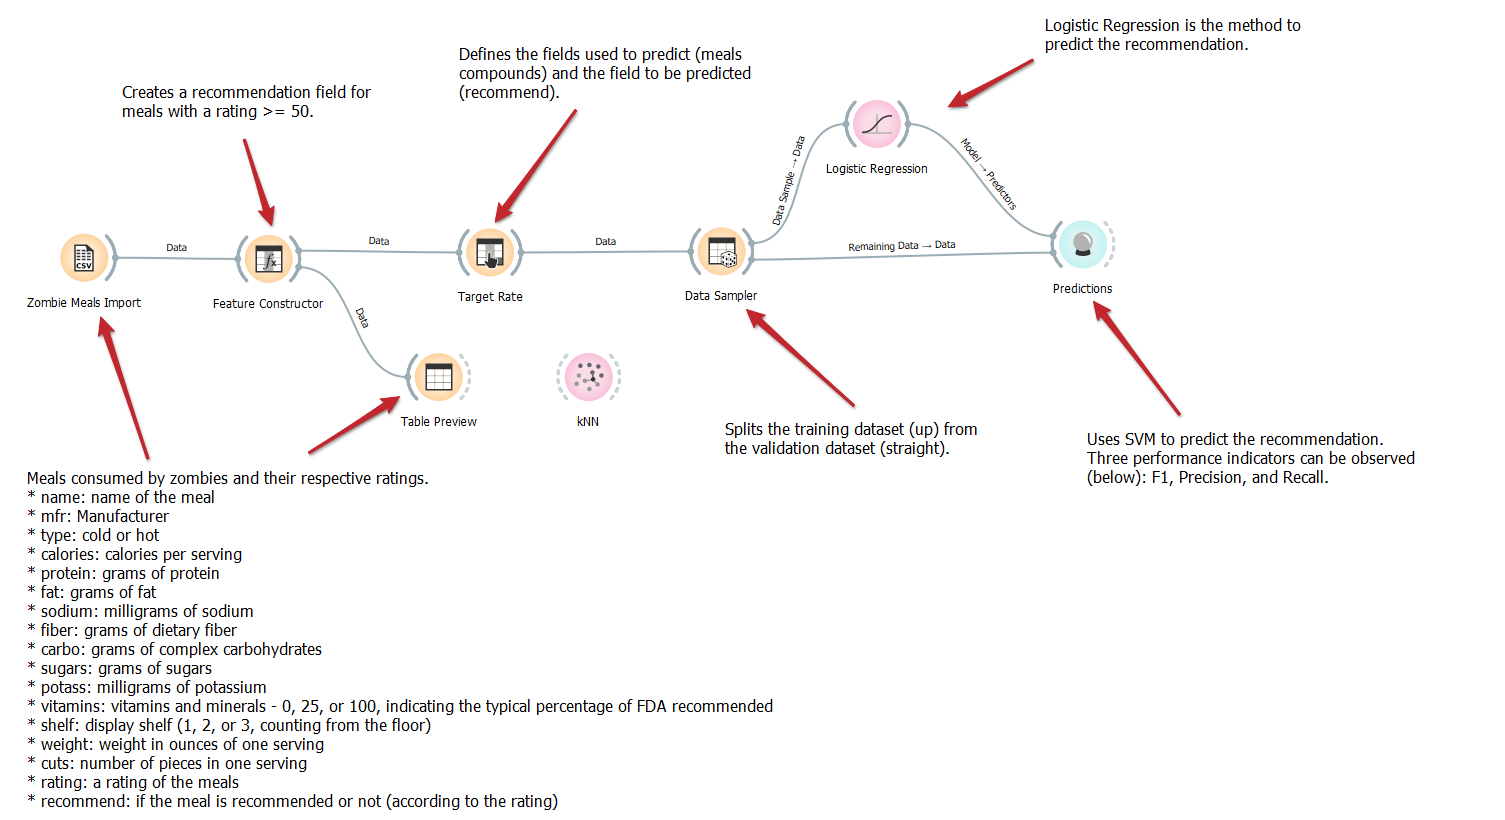 Logistic Regression is the method to
predict the recommendation.
Defines the fields used to predict (meals
compounds) and the field to be predicted
(recommend).
Creates a recommendation field for
meals with a rating >= 50.
Data Sample → Data
Model → Predictors
Logistic Regression
Data
Data
Data
Remaining Data → Data
CSV
fx
Zombie Meals Import
Feature Constructor
Target Rate
Data Sampler
Predictions
Data
Table Preview
kNN
Splits the training dataset (up) from
the validation dataset (straight).
Uses SVM to predict the recommendation.
Three performance indicators can be observed
(below): F1, Precision, and Recall.
Meals consumed by zombies and their respective ratings.
* name: name of the meal
* mfr: Manufacturer
* type: cold or hot
* calories: calories per serving
* protein: grams of protein
* fat: grams of fat
* sodium: milligrams of sodium
* fiber: grams of dietary fiber
* carbo: grams of complex carbohydrates
* sugars: grams of sugars
* potass: milligrams of potassium
* vitamins: vitamins and minerals - 0, 25, or 100, indicating the typical percentage of FDA recommended
* shelf: display shelf (1, 2, or 3, counting from the floor)
* weight: weight in ounces of one serving
* cuts: number of pieces in one serving
* rating: a rating of the meals
* recommend: if the meal is recommended or not (according to the rating)